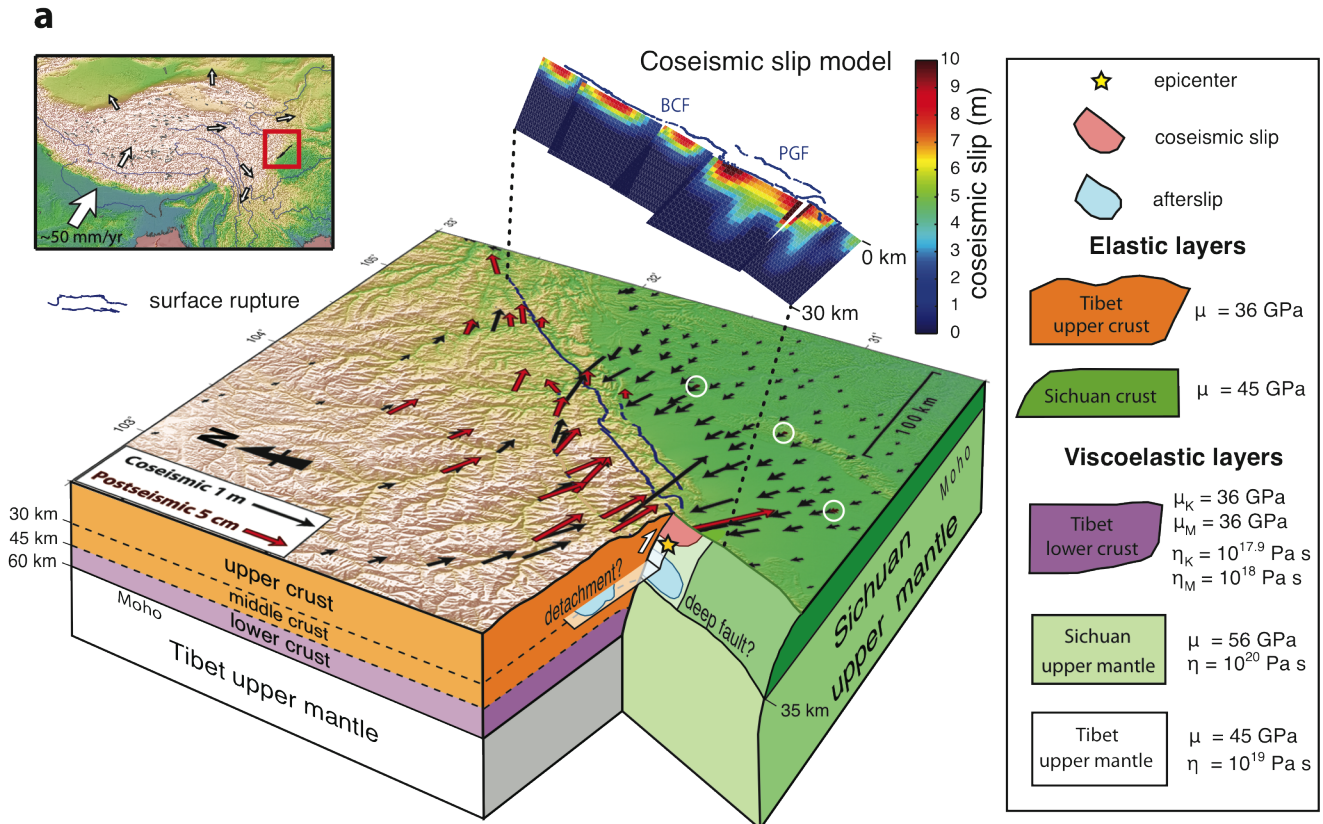 a
~50 mm/yr
surface rupture
Coseismic slip model
BCF
PGF
0 km
30 km
10
9
8
7
6
5
4
3
2
1
0
coseismic slip (m)
33°
32°
31°
105°
104°
103°
N
100 km
Coseismic 1 m
Postseismic 5 cm
30 km
45 km
60 km
Moho
upper crust
middle crust
lower crust
Tibet upper mantle
detachment?
deep fault?
Moho
Sichuan
upper mantle
35 km
epicenter
coseismic slip
afterslip
Elastic layers
Tibet
upper crust
μ = 36 GPa
Sichuan crust
μ = 45 GPa
Viscoelastic layers
Tibet
lower crust
μK = 36 GPa
μM = 36 GPa
ηK = 10^17.9 Pa s
ηM = 10^18 Pa s
Sichuan
upper mantle
μ = 56 GPa
η = 10^20 Pa s
Tibet
upper mantle
μ = 45 GPa
η = 10^19 Pa s